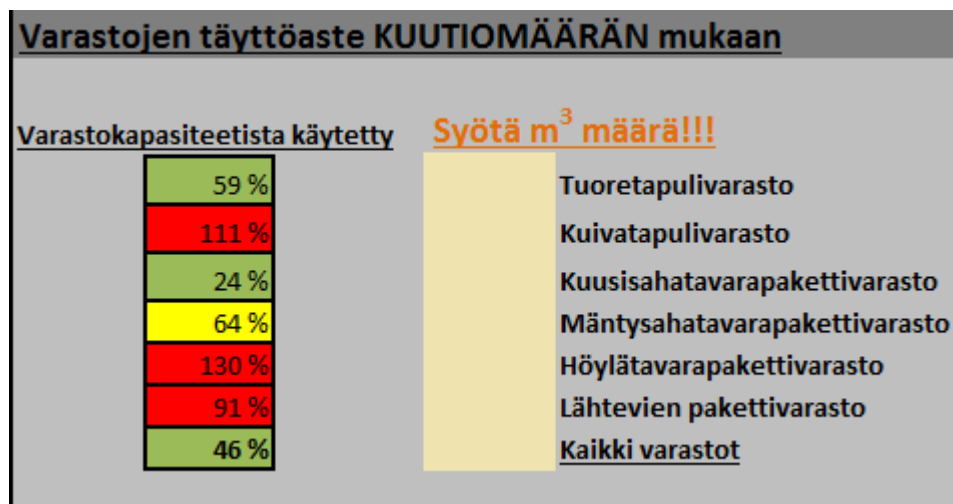 Varastojen täyttöaste KUUTIOMÄÄRÄN mukaan
Varastokapasiteetista käytetty Syötä m³ määrä!!!
59 % Tuoretapulivarasto
111 % Kuivatapulivarasto
24 % Kuusisahatavarapakettivarasto
64 % Mäntysahatavarapakettivarasto
130 % Höylätavarapakettivarasto
91 % Lähtevien pakettivarasto
46 % Kaikki varastot